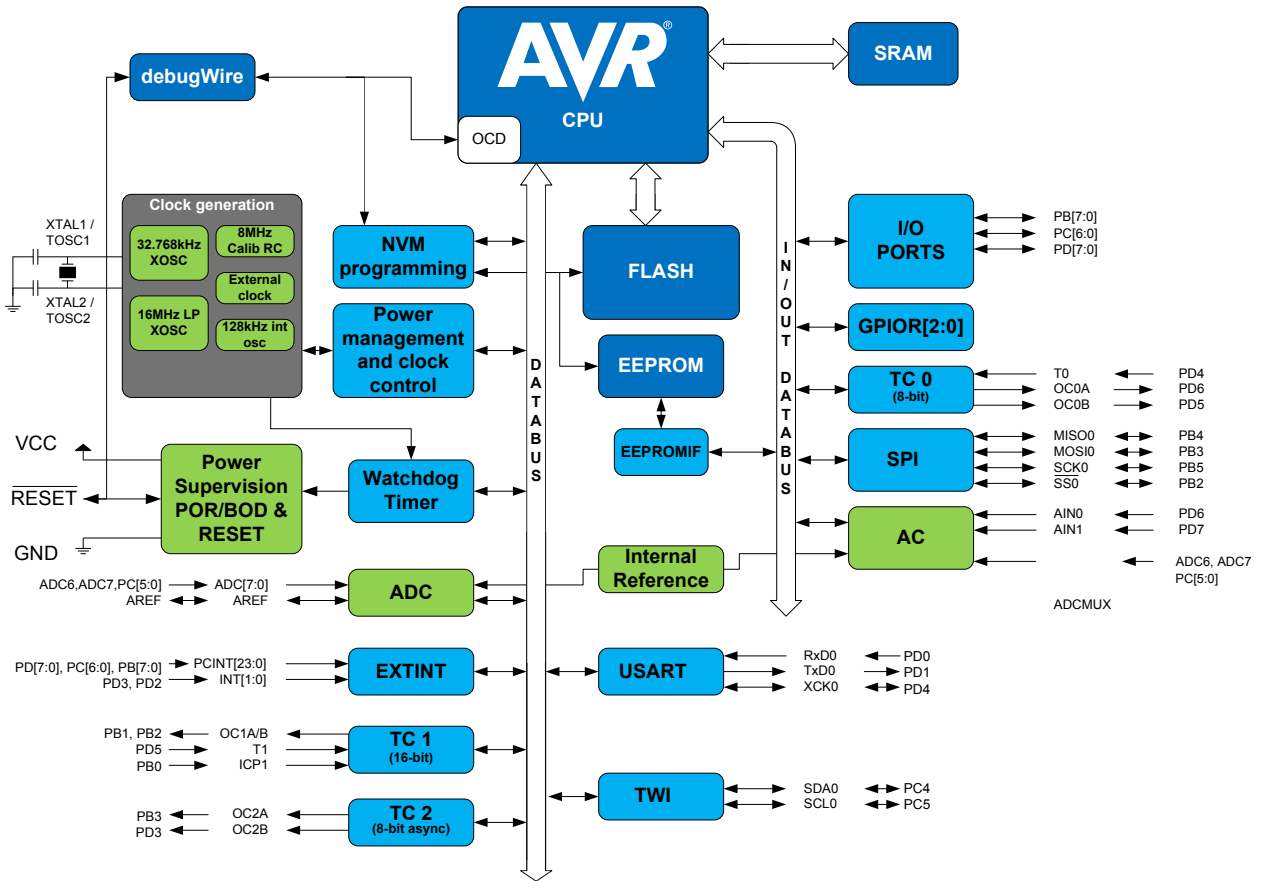 AVR®
CPU
OCD
SRAM
debugWire
Clock generation
XTAL1 /
TOSC1
32.768kHz
XOSC
8MHz
Calib RC
External
clock
XTAL2 /
TOSC2
16MHz LP
XOSC
128kHz int
osc
NVM
programming
Power
management
and clock
control
FLASH
EEPROM
EEPROMIF
DATABUS
IN/OUT DATABUS
I/O
PORTS
PB[7:0]
PC[6:0]
PD[7:0]
GPIOR[2:0]
TC 0
(8-bit)
T0 PD4
OC0A PD6
OC0B PD5
SPI
MISO0 PB4
MOSI0 PB3
SCK0 PB5
SS0 PB2
AC
AIN0 PD6
AIN1 PD7
ADC6, ADC7
PC[5:0]
ADCMUX
VCC
RESET
GND
Power
Supervision
POR/BOD &
RESET
Watchdog
Timer
Internal
Reference
ADC6,ADC7,PC[5:0] ADC[7:0]
AREF AREF
ADC
PD[7:0], PC[6:0], PB[7:0] PCINT[23:0]
PD3, PD2 INT[1:0]
EXTINT
USART
RxD0 PD0
TxD0 PD1
XCK0 PD4
PB1, PB2 OC1A/B
PD5 T1
PB0 ICP1
TC 1
(16-bit)
TWI
SDA0 PC4
SCL0 PC5
PB3 OC2A
PD3 OC2B
TC 2
(8-bit async)